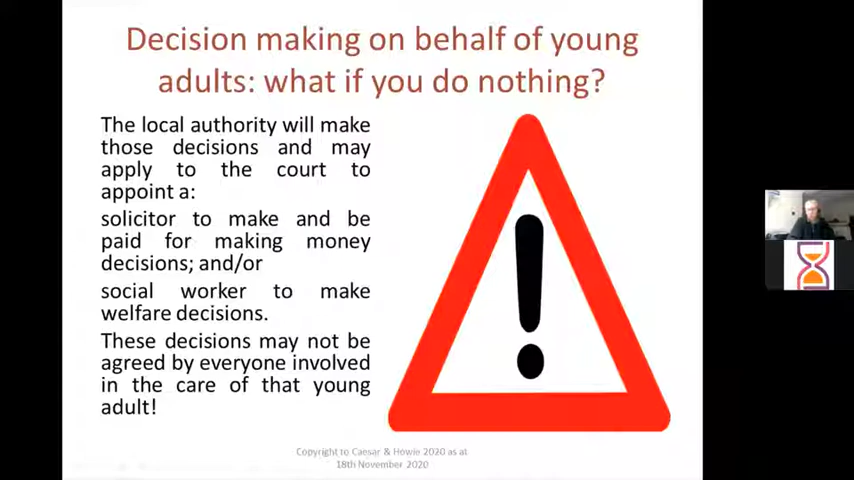 Decision making on behalf of young
adults: what if you do nothing?
The local authority will make
those decisions and may
apply to the court to
appoint a:
solicitor to make and be
paid for making money
decisions; and/or
social worker to make
welfare decisions.
These decisions may not be
agreed by everyone involved
in the care of that young
adult!
Copyright to Caesar & Howie 2020 as at
18th November 2020